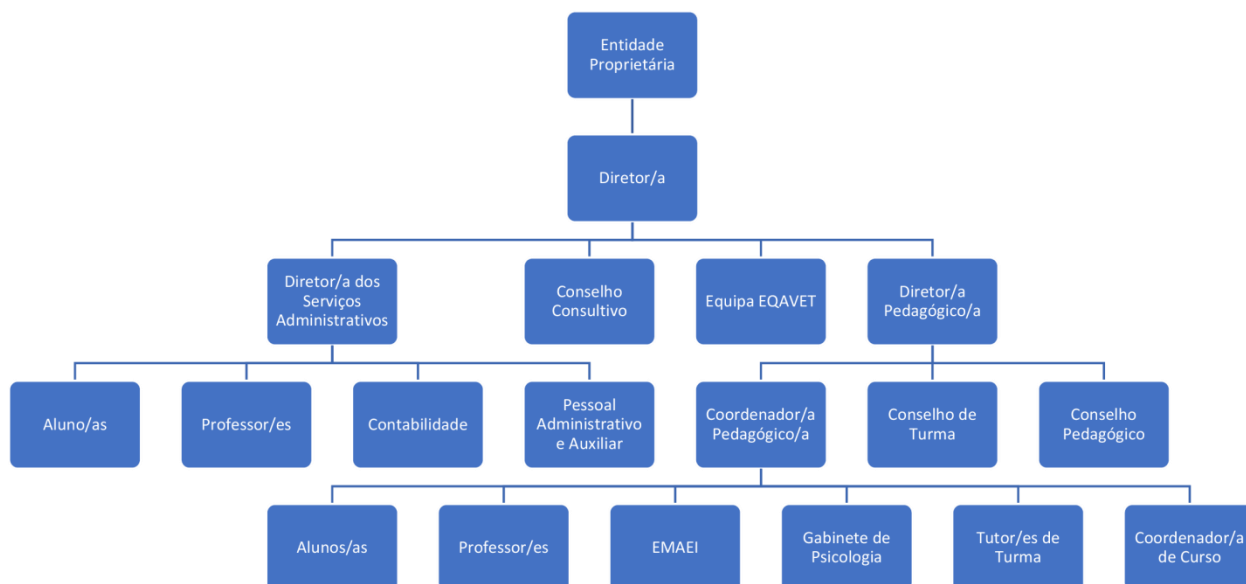 Entidade
Proprietária
Diretor/a
Diretor/a dos
Serviços
Administrativos
Conselho
Consultivo
Equipa EQAVET
Diretor/a
Pedagógico/a
Aluno/as
Professor/es
Contabilidade
Pessoal
Administrativo
e Auxiliar
Coordenador/a
Pedagógico/a
Conselho de
Turma
Conselho
Pedagógico
Alunos/as
Professor/es
EMAEI
Gabinete de
Psicologia
Tutor/es de
Turma
Coordenador/a
de Curso